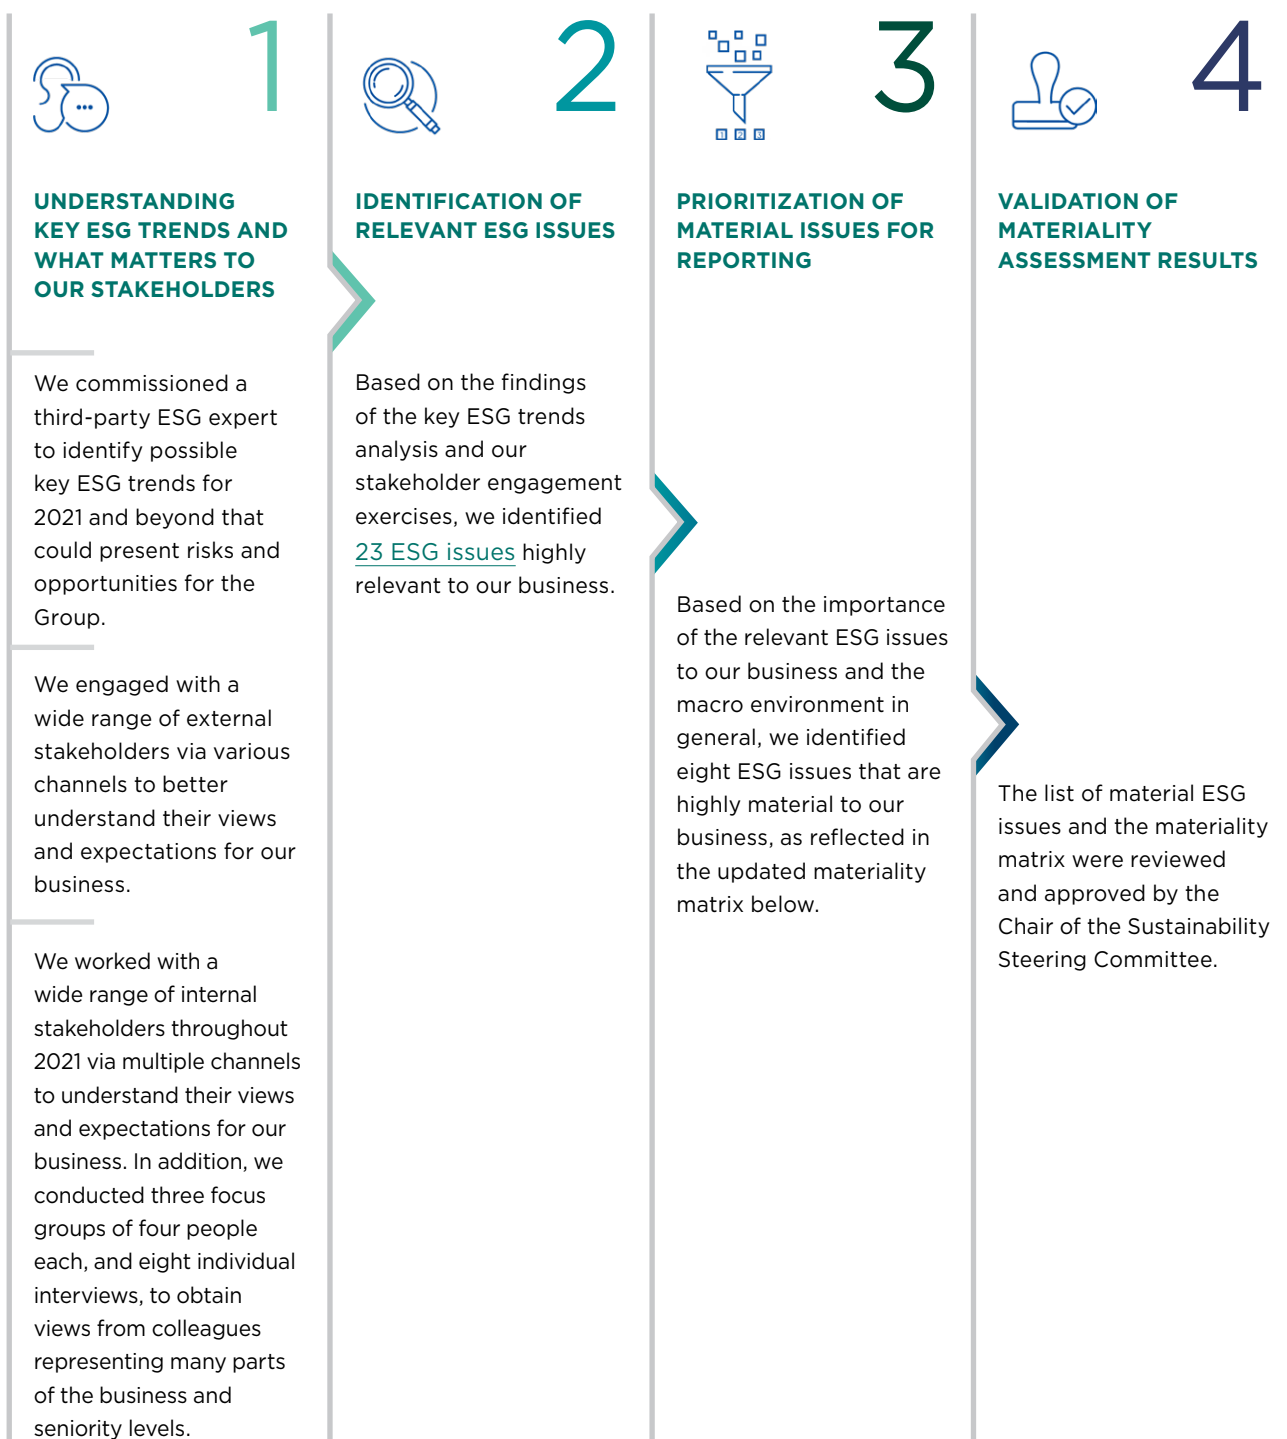 1
UNDERSTANDING
KEY ESG TRENDS AND
WHAT MATTERS TO
OUR STAKEHOLDERS
We commissioned a
third-party ESG expert
to identify possible
key ESG trends for
2021 and beyond that
could present risks and
opportunities for the
Group.
We engaged with a
wide range of external
stakeholders via various
channels to better
understand their views
and expectations for our
business.
We worked with a
wide range of internal
stakeholders throughout
2021 via multiple channels
to understand their views
and expectations for our
business. In addition, we
conducted three focus
groups of four people
each, and eight individual
interviews, to obtain
views from colleagues
representing many parts
of the business and
seniority levels.
2
IDENTIFICATION OF
RELEVANT ESG ISSUES
Based on the findings
of the key ESG trends
analysis and our
stakeholder engagement
exercises, we identified
23 ESG issues highly
relevant to our business.
1 2 3
3
PRIORITIZATION OF
MATERIAL ISSUES FOR
REPORTING
Based on the importance
of the relevant ESG issues
to our business and the
macro environment in
general, we identified
eight ESG issues that are
highly material to our
business, as reflected in
the updated materiality
matrix below.
4
VALIDATION OF
MATERIALITY
ASSESSMENT RESULTS
The list of material ESG
issues and the materiality
matrix were reviewed
and approved by the
Chair of the Sustainability
Steering Committee.